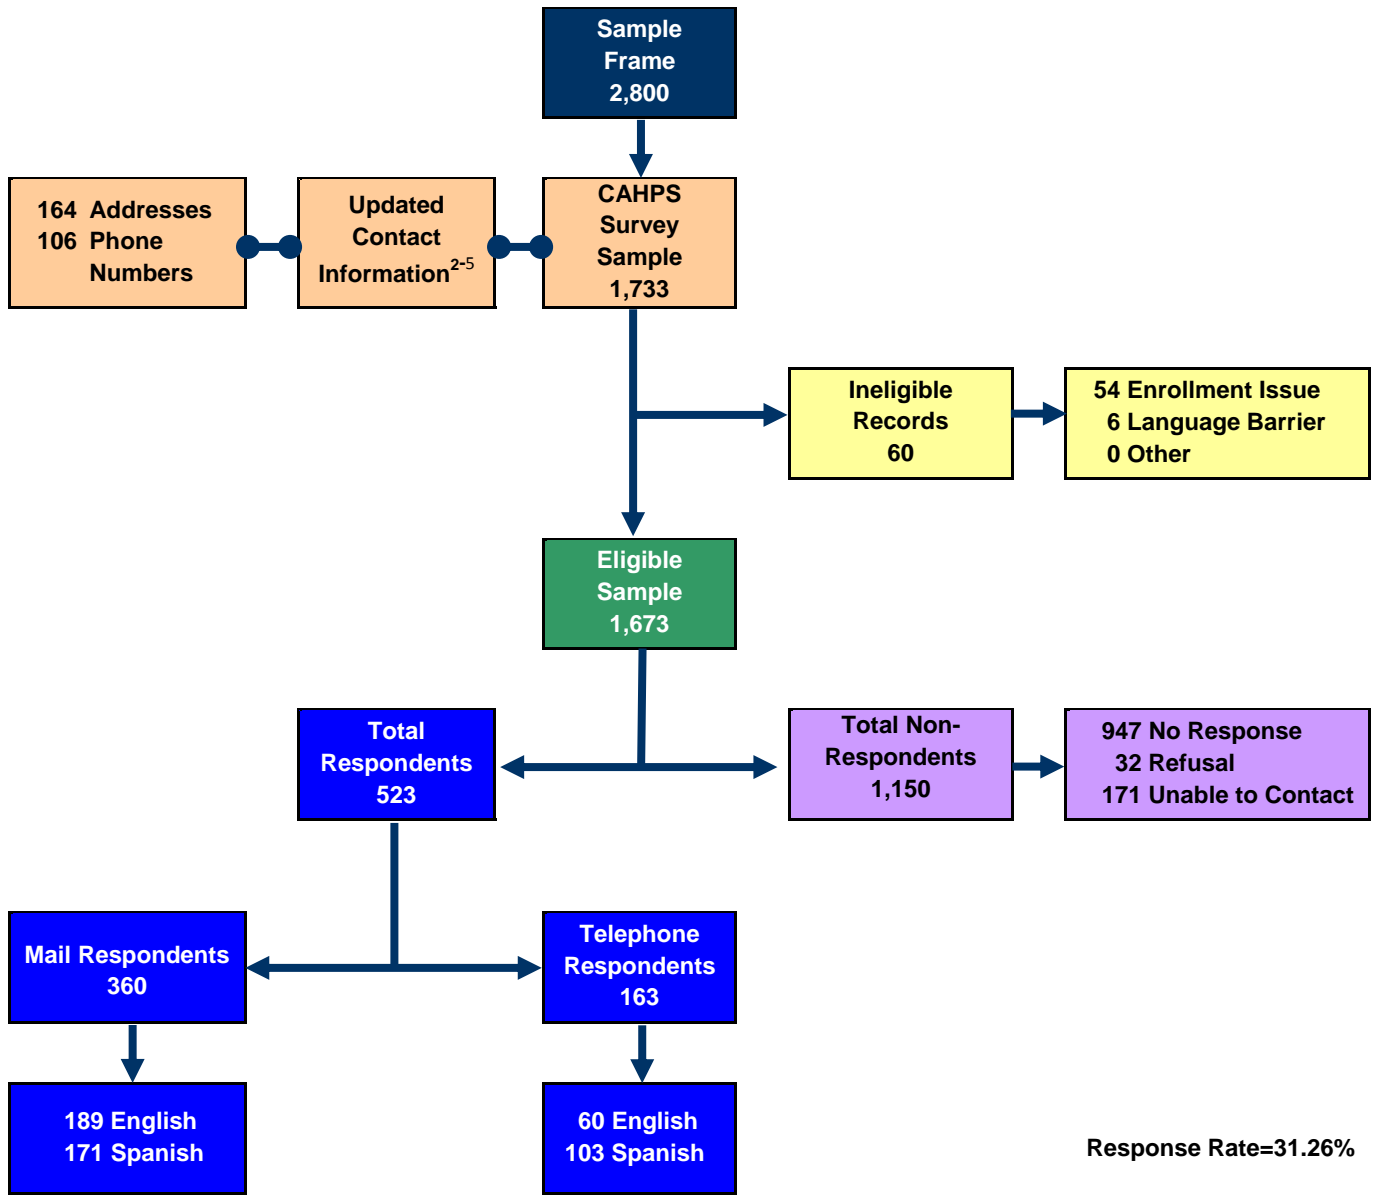 Sample
Frame
2,800
164 Addresses
106 Phone
Numbers
Updated
Contact
Information2-5
CAHPS
Survey
Sample
1,733
Ineligible
Records
60
54 Enrollment Issue
6 Language Barrier
0 Other
Eligible
Sample
1,673
Total
Respondents
523
Total Non-
Respondents
1,150
947 No Response
32 Refusal
171 Unable to Contact
Mail Respondents
360
Telephone
Respondents
163
189 English
171 Spanish
60 English
103 Spanish
Response Rate=31.26%